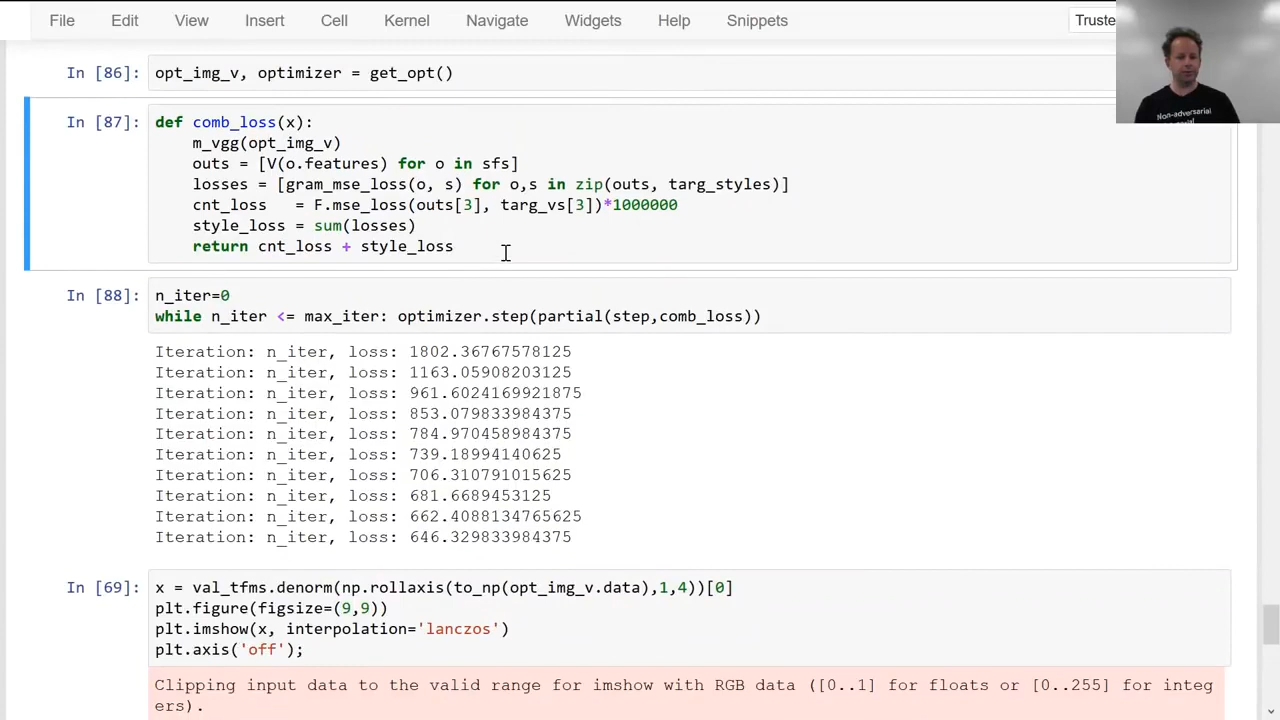 File Edit View Insert Cell Kernel Navigate Widgets Help Snippets Truste
In [86]: opt_img_v, optimizer = get_opt()
In [87]: def comb_loss(x):
m_vgg(opt_img_v)
outs = [V(o.features) for o in sfs]
losses = [gram_mse_loss(o, s) for o,s in zip(outs, targ_styles)]
cnt_loss   = F.mse_loss(outs[3], targ_vs[3])*1000000
style_loss = sum(losses)
return cnt_loss + style_loss
In [88]: n_iter=0
while n_iter <= max_iter: optimizer.step(partial(step,comb_loss))
Iteration: n_iter, loss: 1802.36767578125
Iteration: n_iter, loss: 1163.05908203125
Iteration: n_iter, loss: 961.6024169921875
Iteration: n_iter, loss: 853.079833984375
Iteration: n_iter, loss: 784.970458984375
Iteration: n_iter, loss: 739.18994140625
Iteration: n_iter, loss: 706.310791015625
Iteration: n_iter, loss: 681.6689453125
Iteration: n_iter, loss: 662.4088134765625
Iteration: n_iter, loss: 646.329833984375
In [69]: x = val_tfms.denorm(np.rollaxis(to_np(opt_img_v.data),1,4))[0]
plt.figure(figsize=(9,9))
plt.imshow(x, interpolation='lanczos')
plt.axis('off');
Clipping input data to the valid range for imshow with RGB data ([0..1] for floats or [0..255] for integ
ers).
Non-adversarial